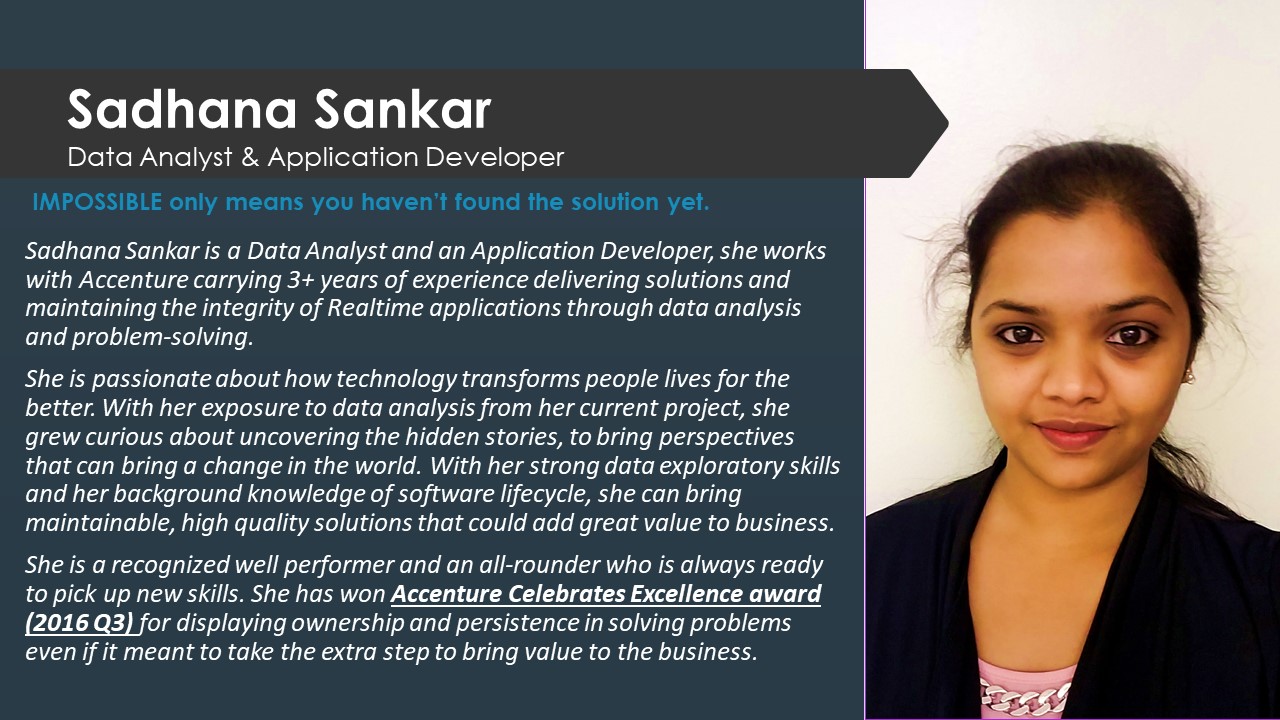 Sadhana Sankar
Data Analyst & Application Developer
IMPOSSIBLE only means you haven't found the solution yet.
Sadhana Sankar is a Data Analyst and an Application Developer, she works
with Accenture carrying 3+ years of experience delivering solutions and
maintaining the integrity of Realtime applications through data analysis
and problem-solving.
She is passionate about how technology transforms people lives for the
better. With her exposure to data analysis from her current project, she
grew curious about uncovering the hidden stories, to bring perspectives
that can bring a change in the world. With her strong data exploratory skills
and her background knowledge of software lifecycle, she can bring
maintainable, high quality solutions that could add great value to business.
She is a recognized well performer and an all-rounder who is always ready
to pick up new skills. She has won Accenture Celebrates Excellence award
(2016 Q3) for displaying ownership and persistence in solving problems
even if it meant to take the extra step to bring value to the business.